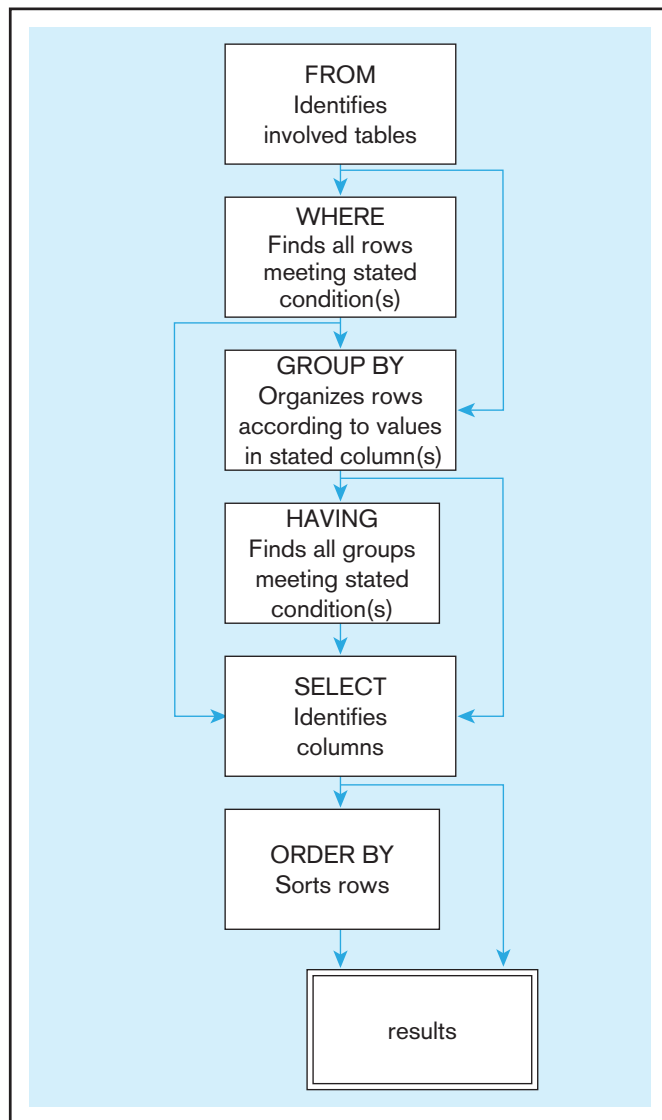 FROM
Identifies
involved tables
WHERE
Finds all rows
meeting stated
condition(s)
GROUP BY
Organizes rows
according to values
in stated column(s)
HAVING
Finds all groups
meeting stated
condition(s)
SELECT
Identifies
columns
ORDER BY
Sorts rows
results